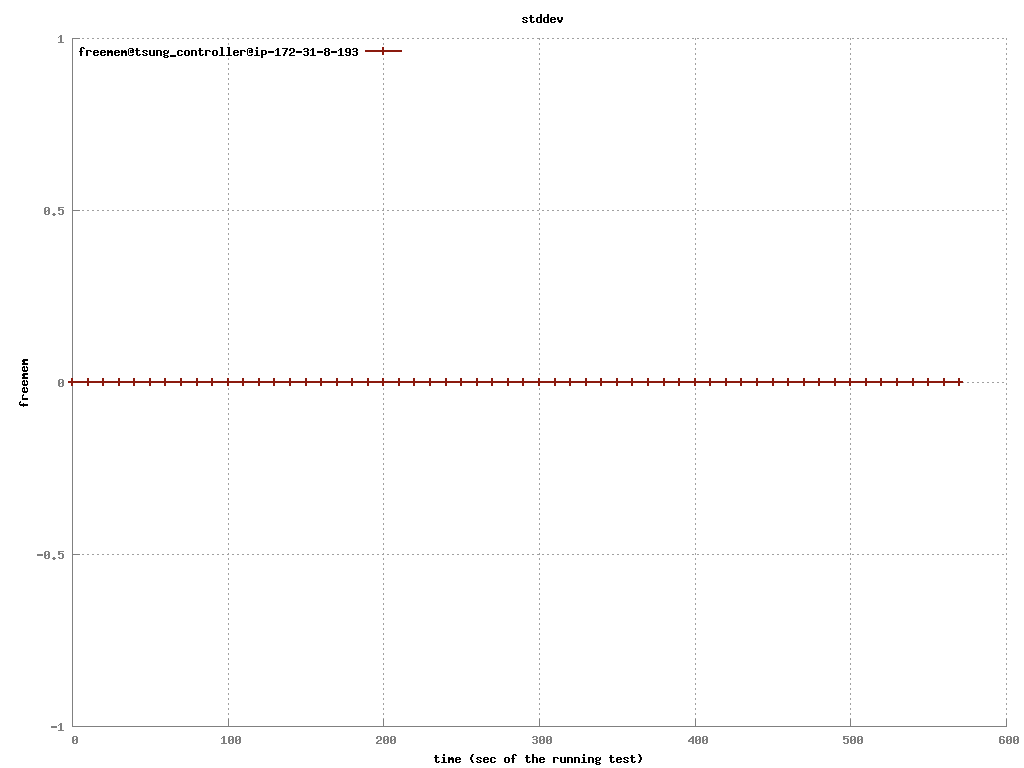 stddev
freemem@tsung_controller@ip-172-31-8-193
1
0.5
0
-0.5
-1
freemem
0 100 200 300 400 500 600
time (sec of the running test)